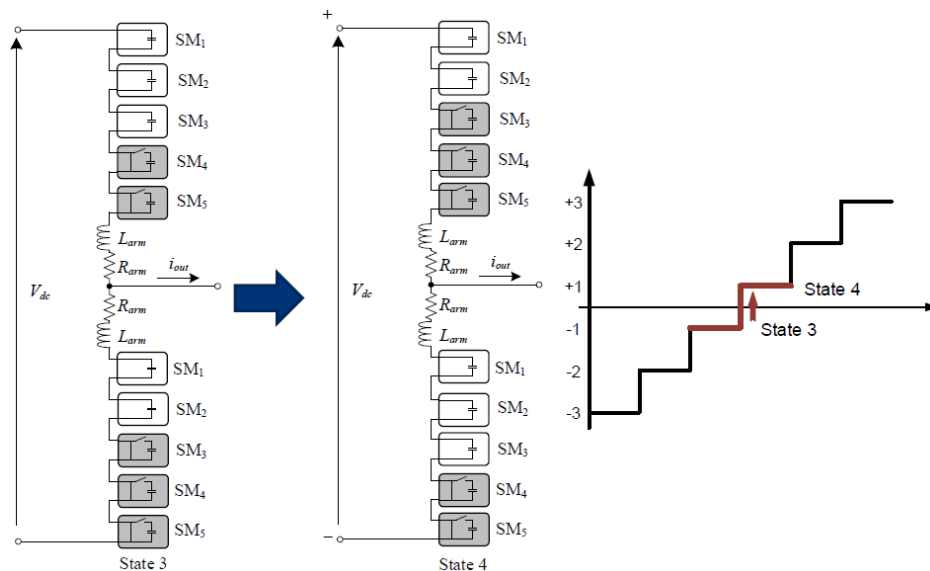 SM1
SM2
SM3
SM4
SM5
Larm
Rarm
iout
Vdc
Rarm
Larm
SM1
SM2
SM3
SM4
SM5
State 3
+
SM1
SM2
SM3
SM4
SM5
Larm
Rarm
iout
Vdc
Rarm
Larm
SM1
SM2
SM3
SM4
SM5
−
State 4
+3
+2
+1
State 4
-1
State 3
-2
-3